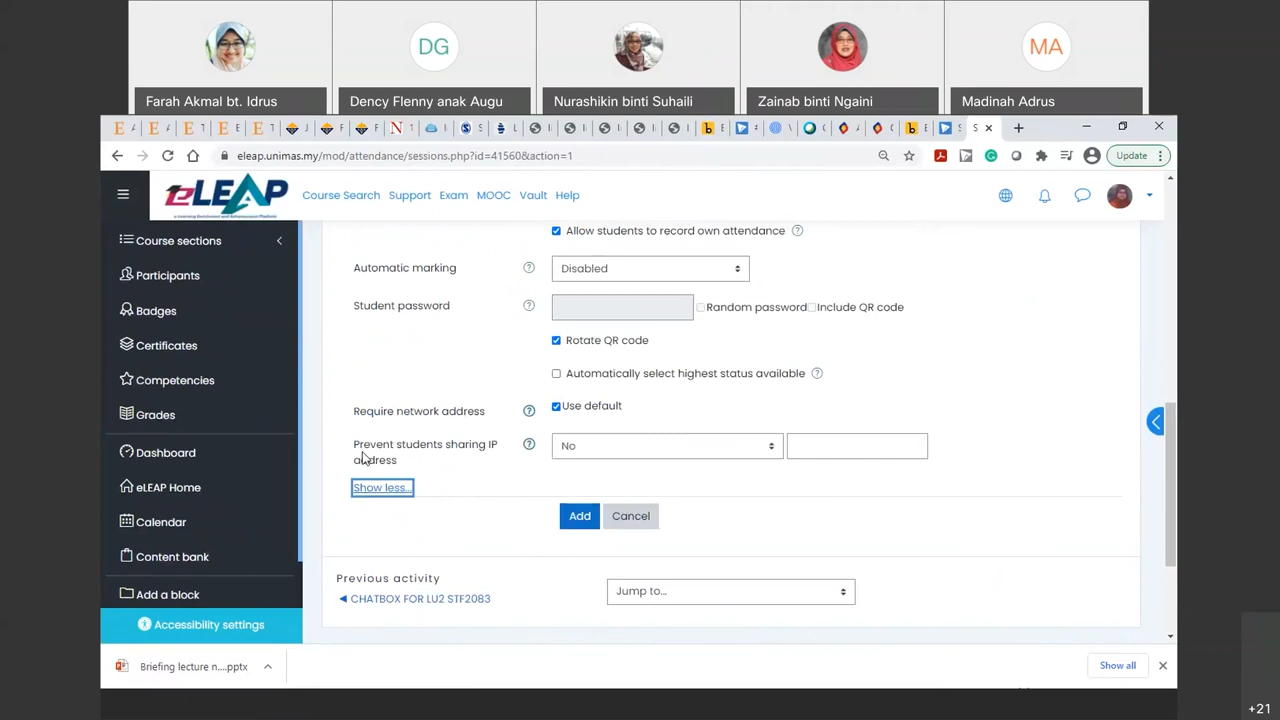 DG
MA
Farah Akmal bt. Idrus
Dency Flenny anak Augu
Nurashikin binti Suhaili
Zainab binti Ngaini
Madinah Adrus
eleap.unimas.my/mod/attendance/sessions.php?id=41560&action=1
Update
eLEAP
Course Search
Support
Exam
MOOC
Vault
Help
Course sections
Participants
Badges
Certificates
Competencies
Grades
Dashboard
eLEAP Home
Calendar
Content bank
Add a block
Accessibility settings
Allow students to record own attendance
Automatic marking
Disabled
Student password
Random password
Include QR code
Rotate QR code
Automatically select highest status available
Require network address
Use default
Prevent students sharing IP
address
No
Show less...
Add
Cancel
Previous activity
◄ CHATBOX FOR LU2 STF2083
Jump to...
Briefing lecture n....pptx
Show all
+21